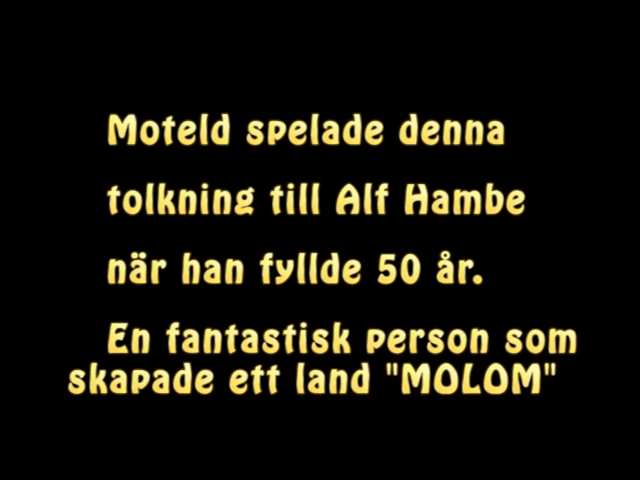 Moteld spelade denna
tolkning till Alf Hambe
när han fyllde 50 år.
En fantastisk person som
skapade ett land "MOLOM"